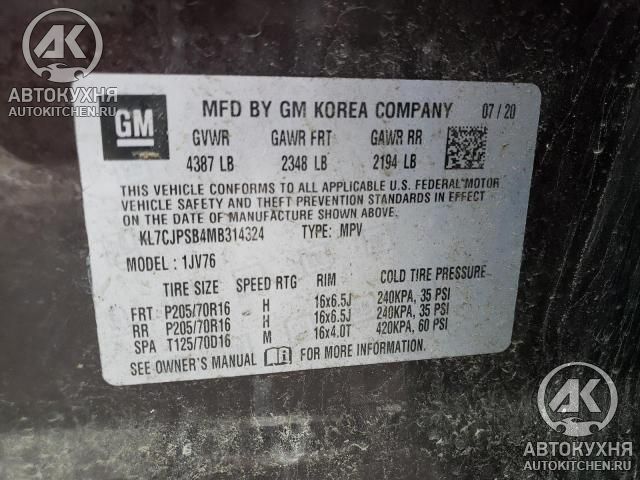 АВТОКУХНЯ
AUTOKITCHEN.RU
GM
MFD BY GM KOREA COMPANY 07/20
GVWR GAWR FRT GAWR RR
4387 LB 2348 LB 2194 LB
THIS VEHICLE CONFORMS TO ALL APPLICABLE U.S. FEDERAL MOTOR
VEHICLE SAFETY AND THEFT PREVENTION STANDARDS IN EFFECT
ON THE DATE OF MANUFACTURE SHOWN ABOVE.
KL7CJPSB4MB314324 TYPE: MPV
MODEL : 1JV76
TIRE SIZE SPEED RTG RIM COLD TIRE PRESSURE
FRT P205/70R16 H 16x6.5J 240KPA, 35 PSI
RR P205/70R16 H 16x6.5J 240KPA, 35 PSI
SPA T125/70D16 M 16x4.0T 420KPA, 60 PSI
SEE OWNER'S MANUAL FOR MORE INFORMATION.
АК
АВТОКУХНЯ
AUTOKITCHEN.RU